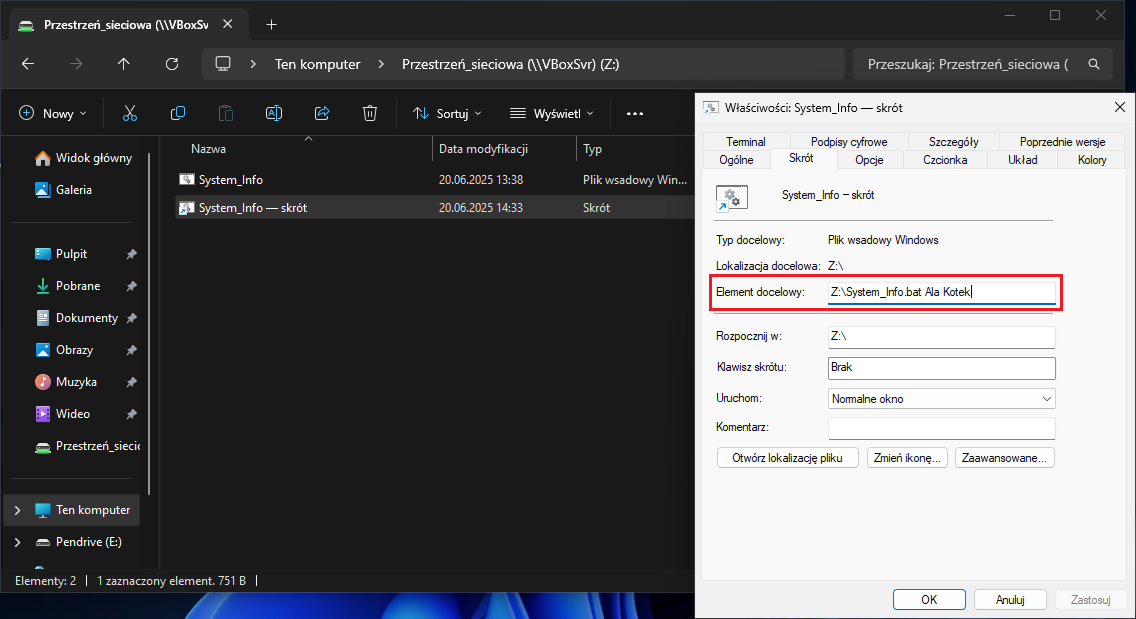 Przestrzeń_sieciowa (\\VBoxSv
Ten komputer > Przestrzeń_sieciowa (\\VBoxSvr) (Z:)
Przeszukaj: Przestrzeń_sieciowa (
Nowy
Sortuj
Wyświetl
Widok główny
Galeria
Pulpit
Pobrane
Dokumenty
Obrazy
Muzyka
Wideo
Przestrzeń_siecio
Ten komputer
Pendrive (E:)
Nazwa Data modyfikacji Typ
System_Info 20.06.2025 13:38 Plik wsadowy Win...
System_Info — skrót 20.06.2025 14:33 Skrót
Elementy: 2 | 1 zaznaczony element. 751 B |
Właściwości: System_Info — skrót
Terminal Podpisy cyfrowe Szczegóły Poprzednie wersje
Ogólne Skrót Opcje Czcionka Układ Kolory
System_Info — skrót
Typ docelowy: Plik wsadowy Windows
Lokalizacja docelowa: Z:\
Element docelowy: Z:\System_Info.bat Ala Kotek
Rozpocznij w: Z:\
Klawisz skrótu: Brak
Uruchom: Normalne okno
Komentarz:
Otwórz lokalizację pliku Zmień ikonę... Zaawansowane...
OK Anuluj Zastosuj